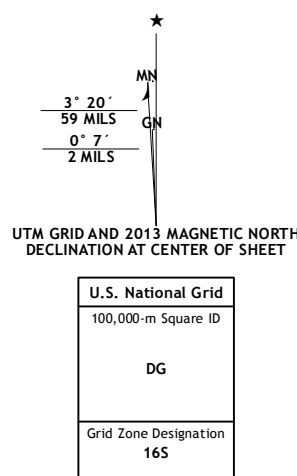 MN
3° 20´
59 MILS
GN
0° 7´
2 MILS
UTM GRID AND 2013 MAGNETIC NORTH
DECLINATION AT CENTER OF SHEET
U.S. National Grid
100,000-m Square ID
DG
Grid Zone Designation
16S